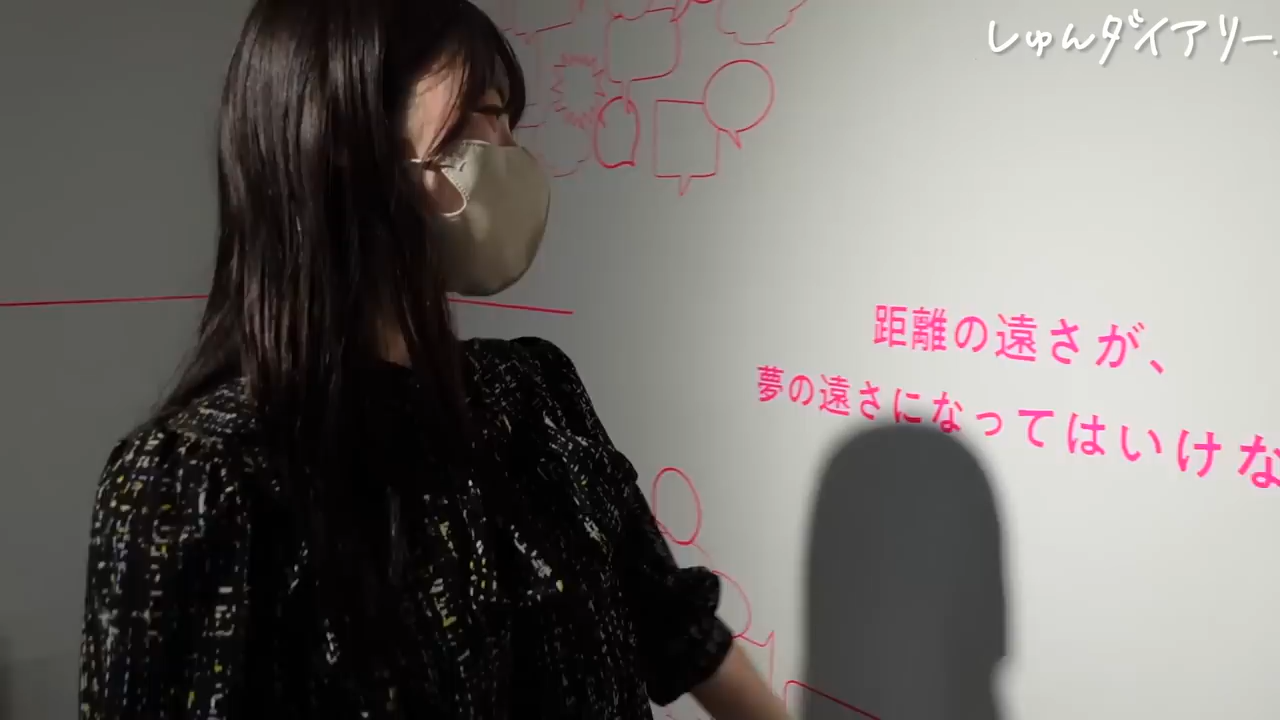 しゅんダイアリー
距離の遠さが、
夢の遠さになってはいけな